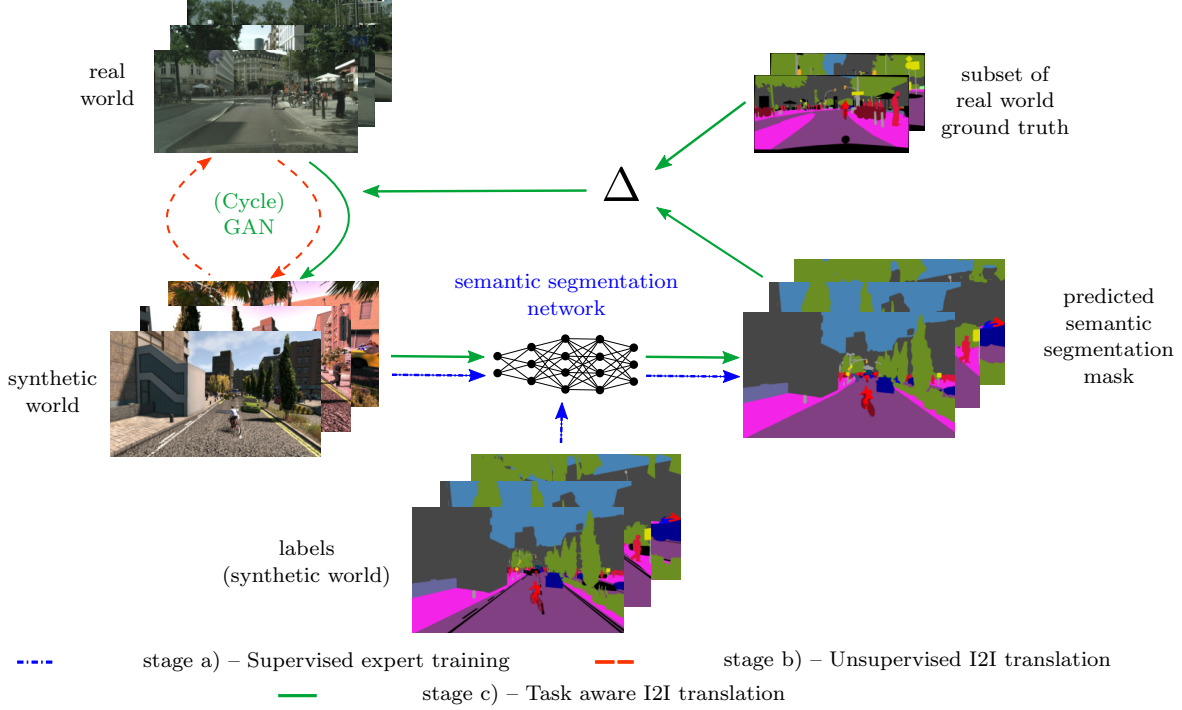 real
world
subset of
real world
ground truth
Δ
(Cycle)
GAN
semantic segmentation
network
predicted
semantic
segmentation
mask
synthetic
world
labels
(synthetic world)
stage a) – Supervised expert training
stage b) – Unsupervised I2I translation
stage c) – Task aware I2I translation